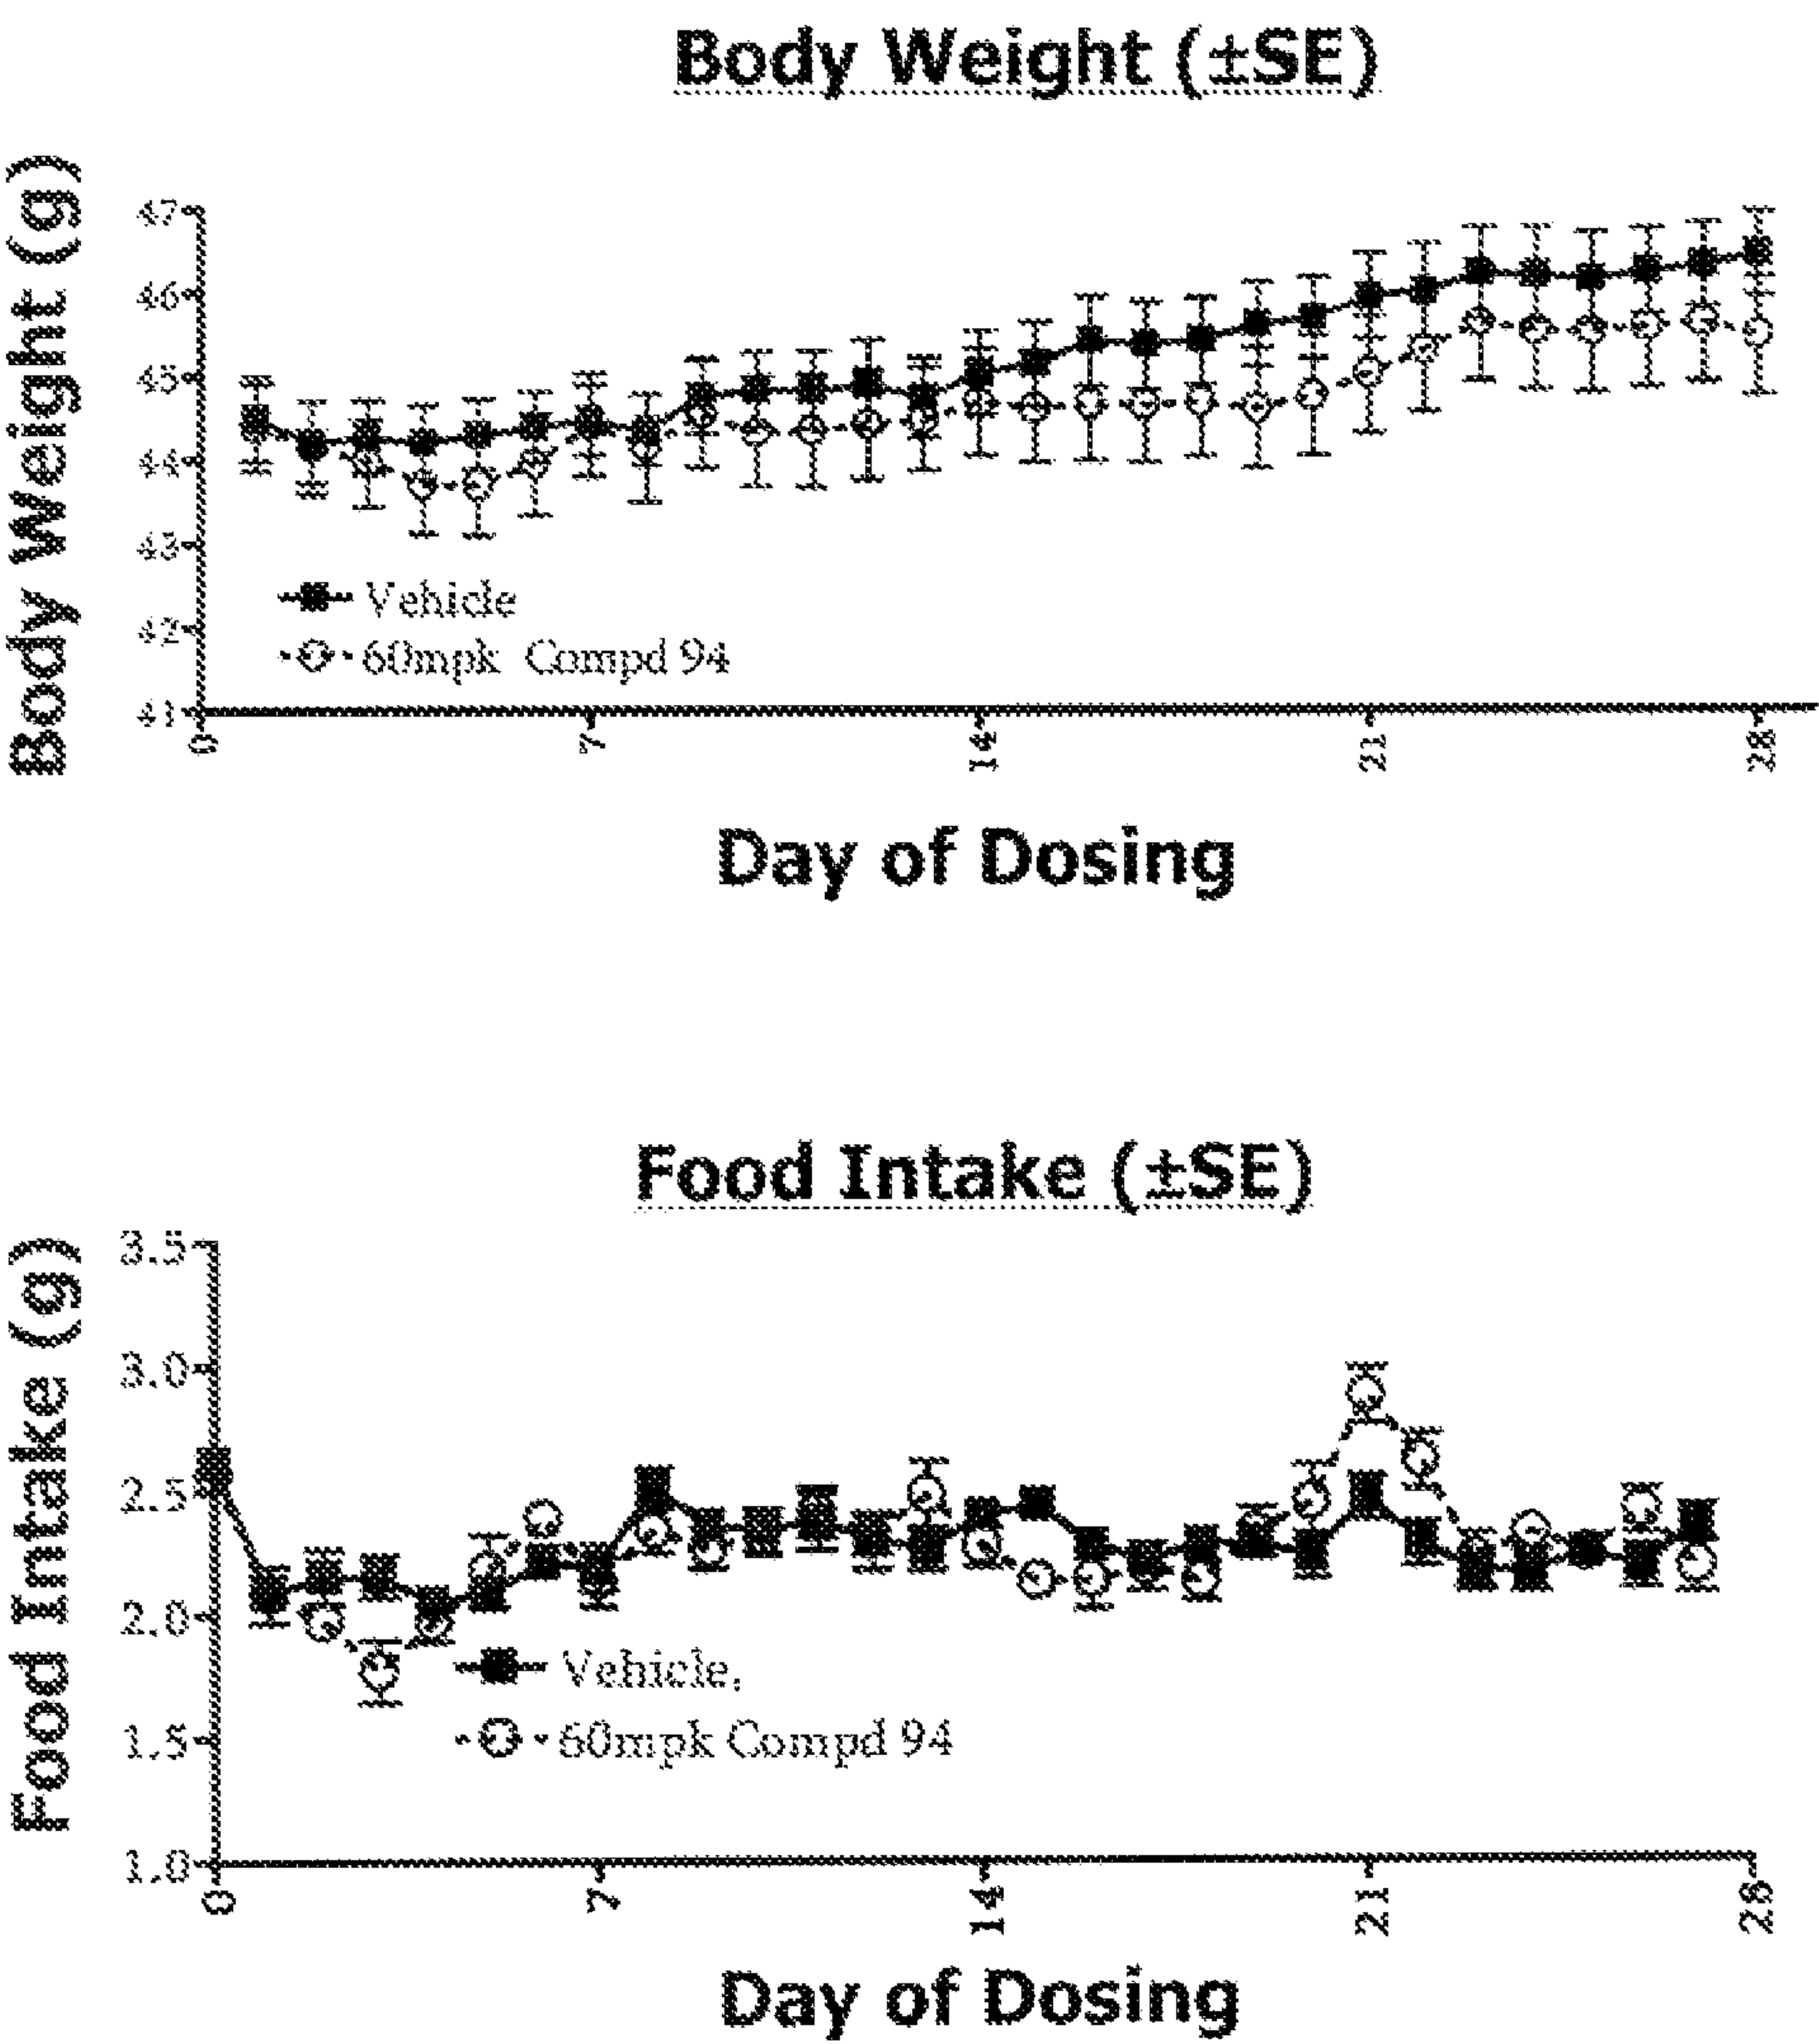 Body Weight (±SE)
Body Weight (g)
47
46
45
44
43
42
41
Vehicle
60mpk Compd 94
0 7 14 21 28
Day of Dosing
Food Intake (±SE)
Food Intake (g)
3.5
3.0
2.5
2.0
1.5
1.0
Vehicle,
60mpk Compd 94
0 7 14 21 28
Day of Dosing